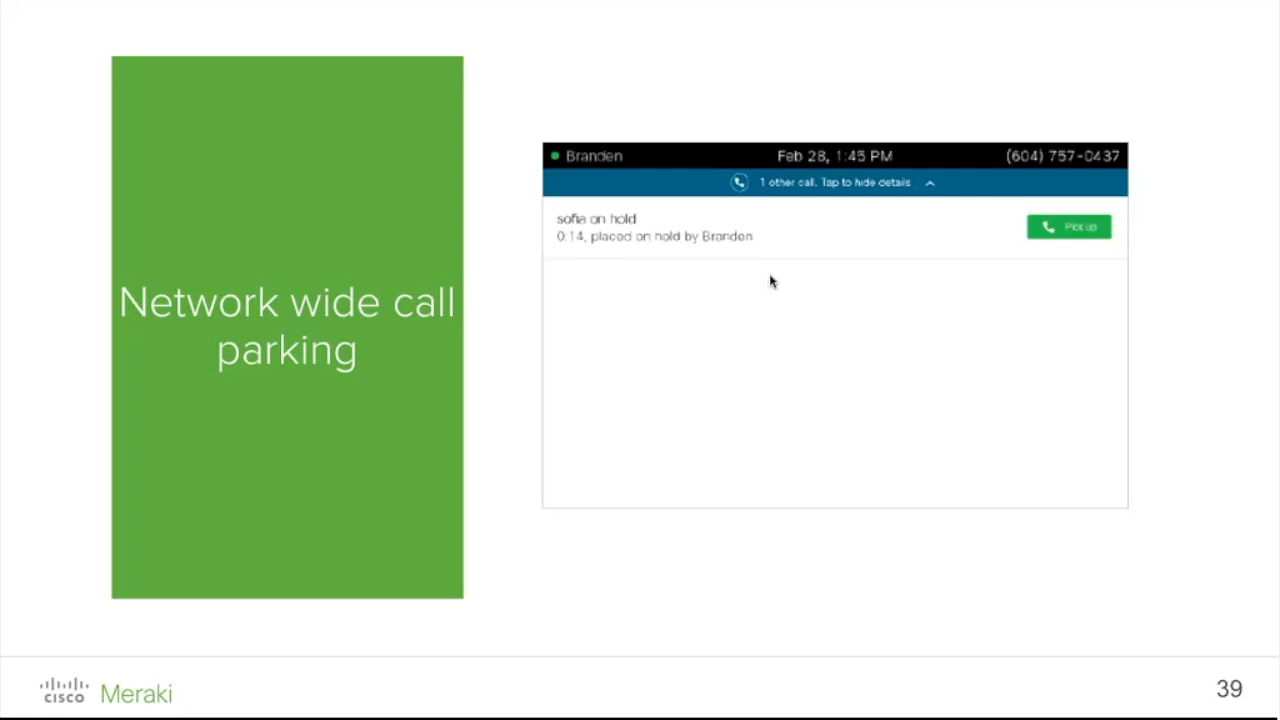 Network wide call
parking
Branden
Feb 28, 1:45 PM
(604) 757-0437
1 other call. Tap to hide details
sofia on hold
0:14, placed on hold by Branden
Pick up
CISCO Meraki
39